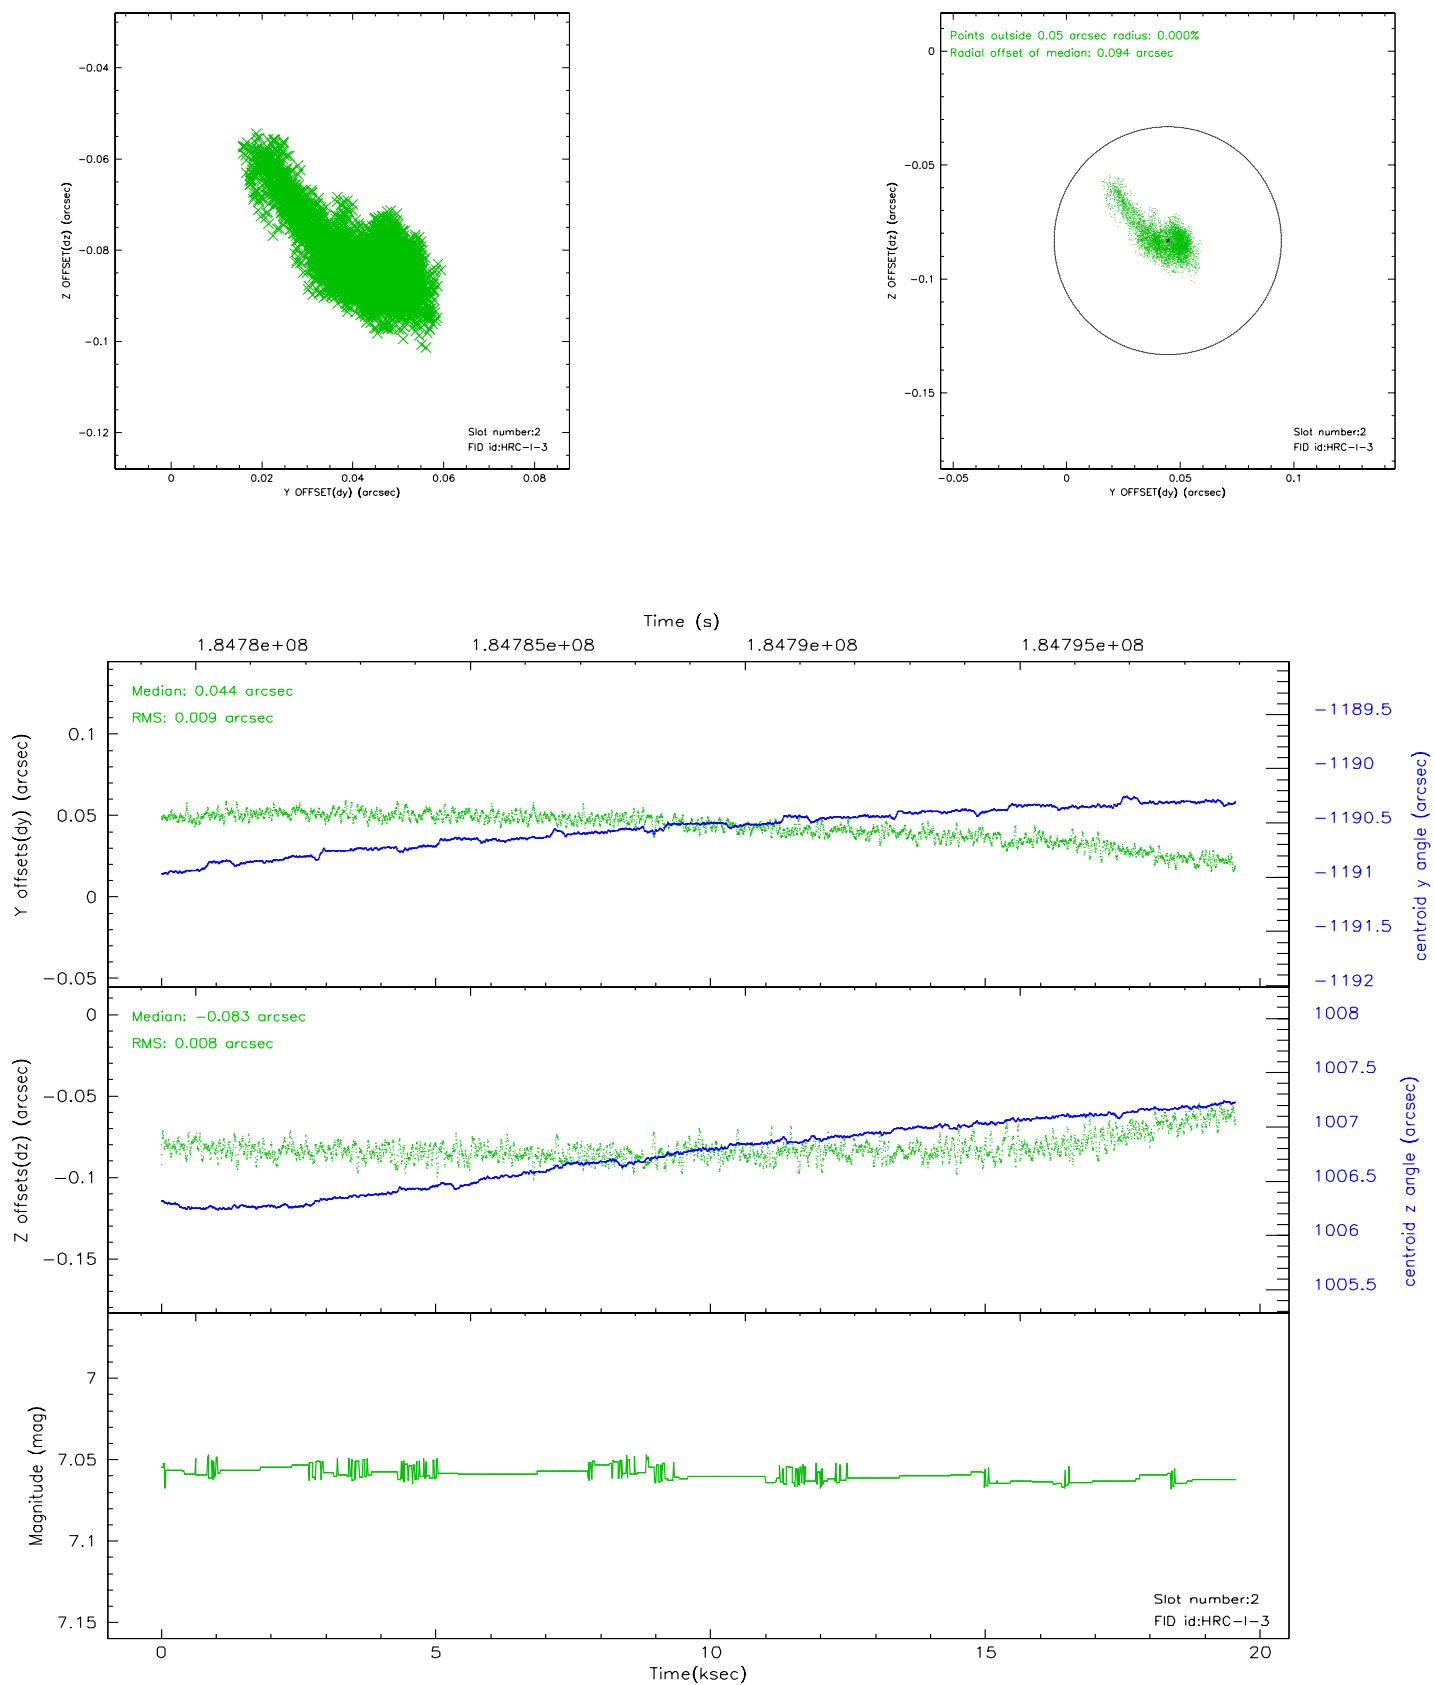 -0.04
-0.06
-0.08
-0.1
-0.12
Z OFFSET(dz) (arcsec)
Slot number:2
FID id:HRC-I-3
0 0.02 0.04 0.06 0.08
Y OFFSET(dy) (arcsec)
Points outside 0.05 arcsec radius: 0.000%
Radial offset of median: 0.094 arcsec
0
-0.05
-0.1
-0.15
Z OFFSET(dz) (arcsec)
Slot number:2
FID id:HRC-I-3
-0.05 0 0.05 0.1
Y OFFSET(dy) (arcsec)
Time (s)
1.8478e+08 1.84785e+08 1.8479e+08 1.84795e+08
Median: 0.044 arcsec
RMS: 0.009 arcsec
0.1
0.05
0
-0.05
Y offsets(dy) (arcsec)
-1189.5
-1190
-1190.5
-1191
-1191.5
-1192
centroid y angle (arcsec)
Median: -0.083 arcsec
RMS: 0.008 arcsec
0
-0.05
-0.1
-0.15
Z offsets(dz) (arcsec)
1008
1007.5
1007
1006.5
1006
1005.5
centroid z angle (arcsec)
7
7.05
7.1
7.15
Magnitude (mag)
Slot number:2
FID id:HRC-I-3
0 5 10 15 20
Time(ksec)